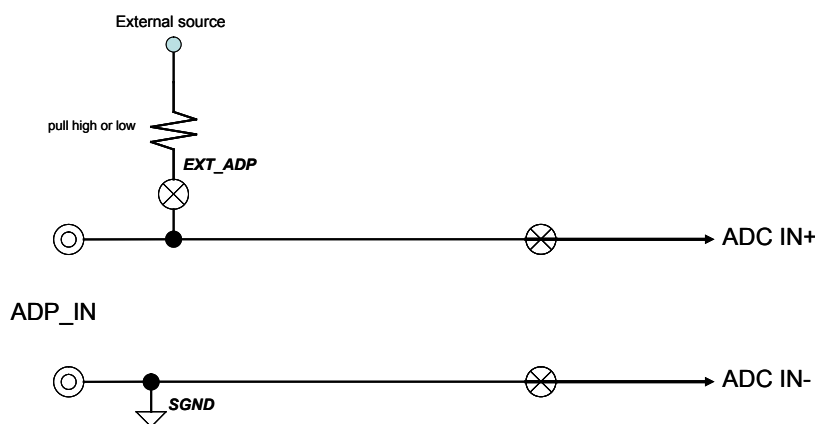 External source
pull high or low
EXT_ADP
ADC IN+
ADP_IN
ADC IN-
SGND